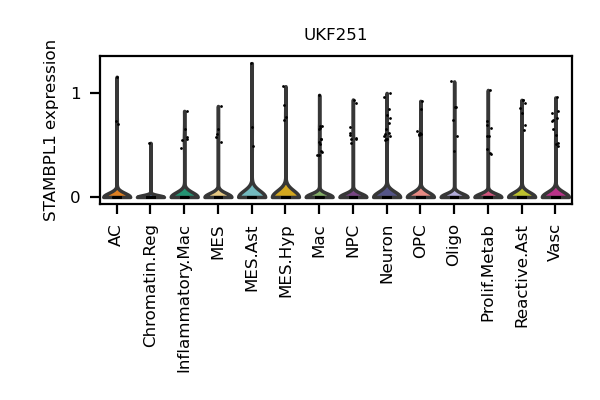 UKF251
STAMBPL1 expression
1
0
AC
Chromatin.Reg
Inflammatory.Mac
MES
MES.Ast
MES.Hyp
Mac
NPC
Neuron
OPC
Oligo
Prolif.Metab
Reactive.Ast
Vasc